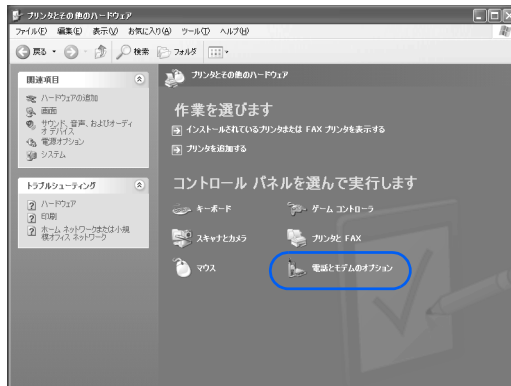 プリンタとその他のハードウェア
ファイル(F) 編集(E) 表示(V) お気に入り(A) ツール(T) ヘルプ(H)
戻る 検索 フォルダ
関連項目
ハードウェアの追加
画面
サウンド、音声、およびオーディ
オ デバイス
電源オプション
システム
トラブルシューティング
ハードウェア
印刷
ホーム ネットワークまたは小規
模オフィス ネットワーク
プリンタとその他のハードウェア
作業を選びます
インストールされているプリンタまたは FAX プリンタを表示する
プリンタを追加する
コントロール パネルを選んで実行します
キーボード ゲーム コントローラ
スキャナとカメラ プリンタと FAX
マウス 電話とモデムのオプション